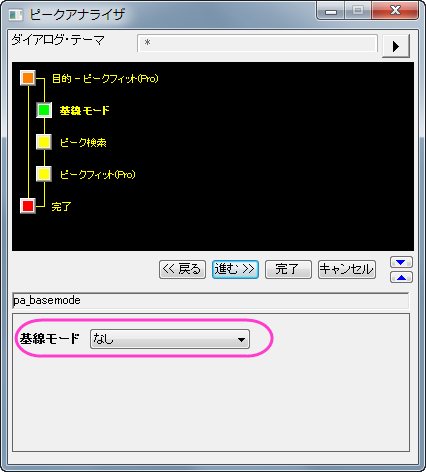 ピークアナライザ
ダイアログ・テーマ
*
目的 - ピークフィット(Pro)
基線モード
ピーク検索
ピークフィット(Pro)
完了
<< 戻る 進む >> 完了 キャンセル
pa_basemode
基線モード なし